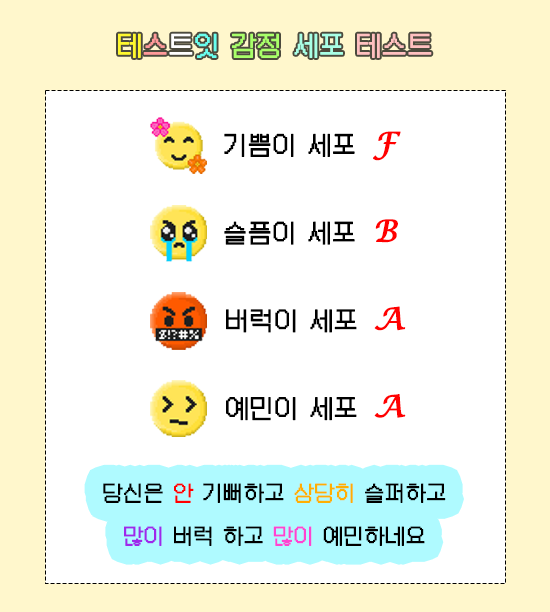 테스트잇 감정 세포 테스트
기쁨이 세포 F
슬픔이 세포 B
버럭이 세포 A
$!?#%
예민이 세포 A
당신은 안 기뻐하고 상당히 슬퍼하고
많이 버럭 하고 많이 예민하네요